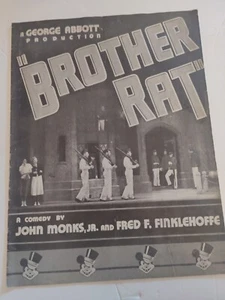 A GEORGE ABBOTT
PRODUCTION
"BROTHER
RAT"
A COMEDY BY
JOHN MONKS, JR. AND FRED F. FINKLEHOFFE